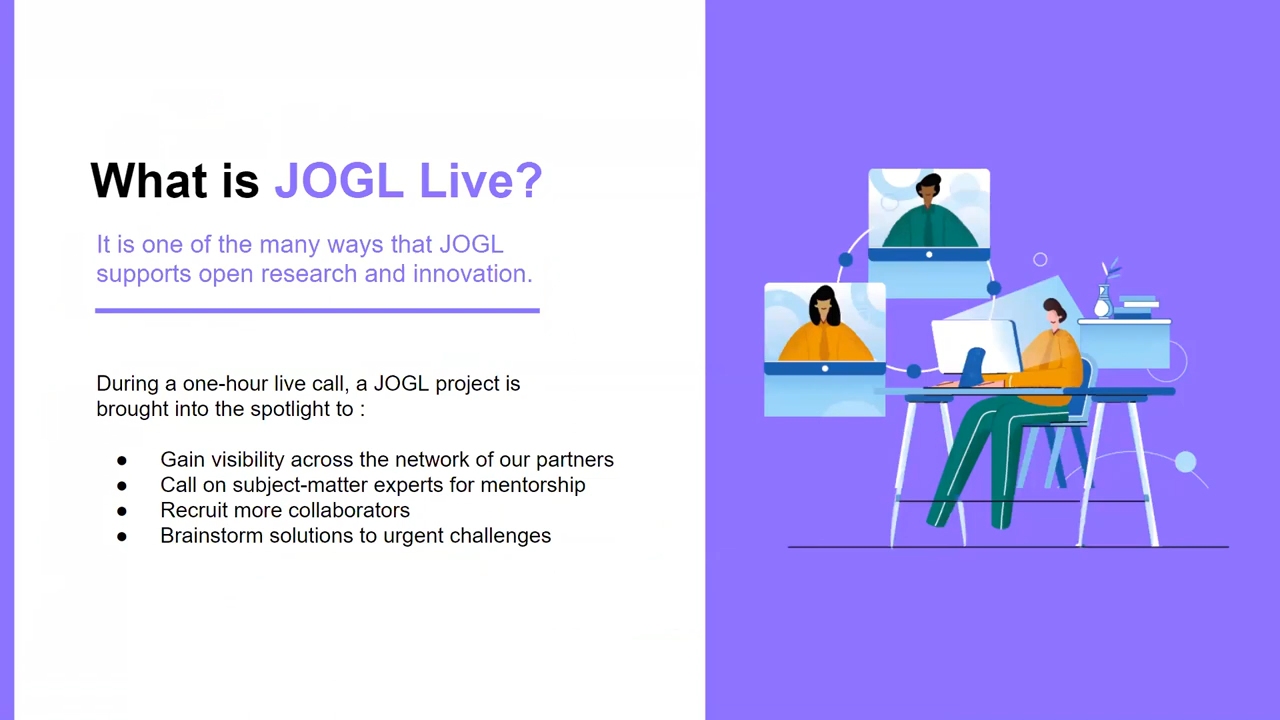 What is JOGL Live?
It is one of the many ways that JOGL
supports open research and innovation.
During a one-hour live call, a JOGL project is
brought into the spotlight to :
● Gain visibility across the network of our partners
● Call on subject-matter experts for mentorship
● Recruit more collaborators
● Brainstorm solutions to urgent challenges